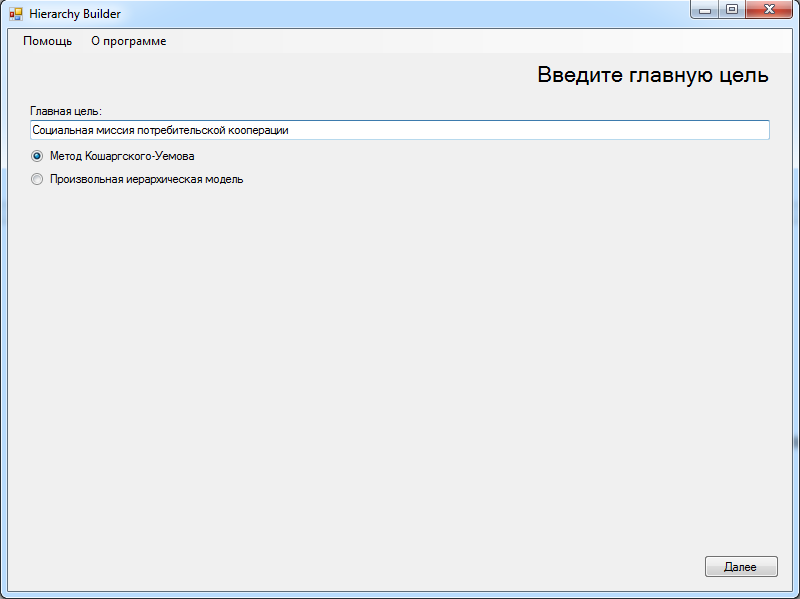 Hierarchy Builder
Помощь О программе
Введите главную цель
Главная цель:
Социальная миссия потребительской кооперации
Метод Кошаргского-Уемова
Произвольная иерархическая модель
Далее